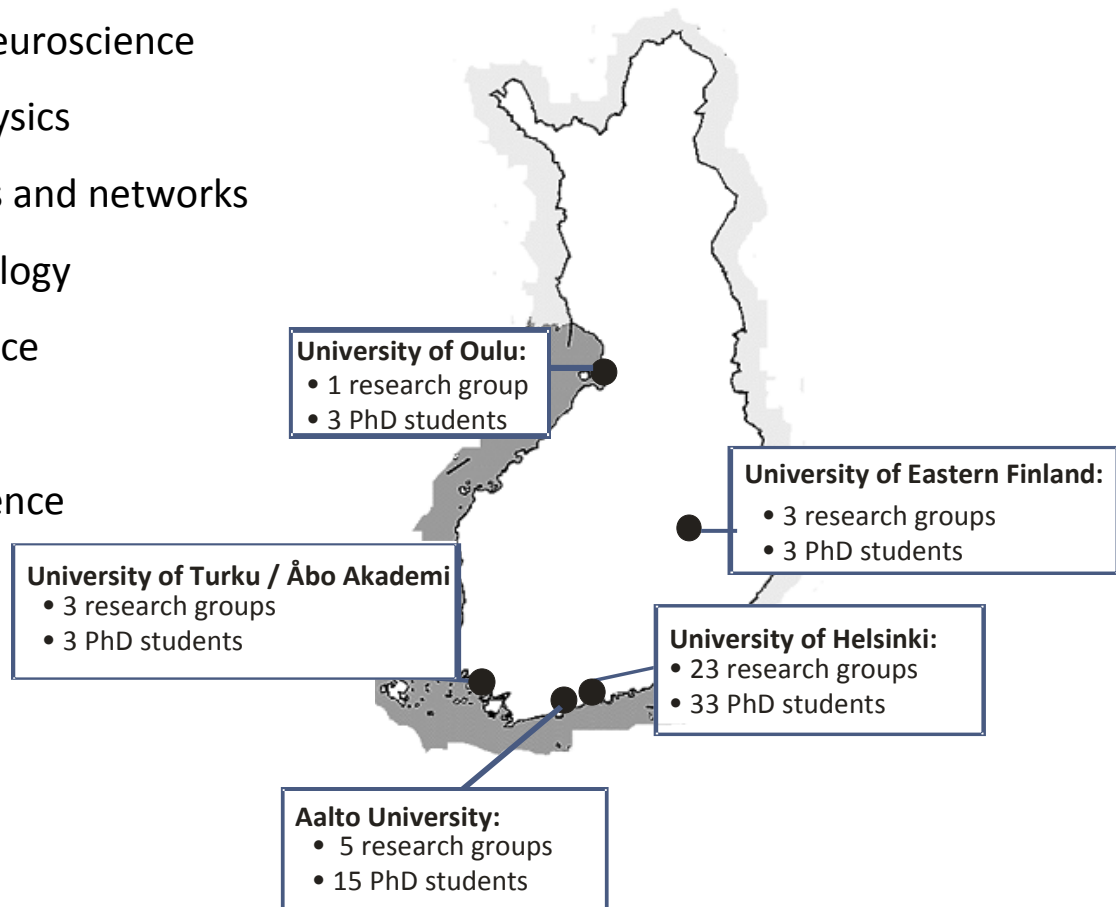 euroscience
ysics
s and networks
logy
ce
ence
University of Oulu:
• 1 research group
• 3 PhD students
University of Eastern Finland:
• 3 research groups
• 3 PhD students
University of Turku / Åbo Akademi
• 3 research groups
• 3 PhD students
University of Helsinki:
• 23 research groups
• 33 PhD students
Aalto University:
• 5 research groups
• 15 PhD students